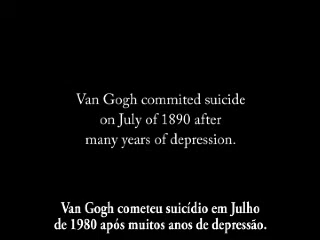 Van Gogh commited suicide
on July of 1890 after
many years of depression.
Van Gogh cometeu suicídio em Julho
de 1980 após muitos anos de depressão.